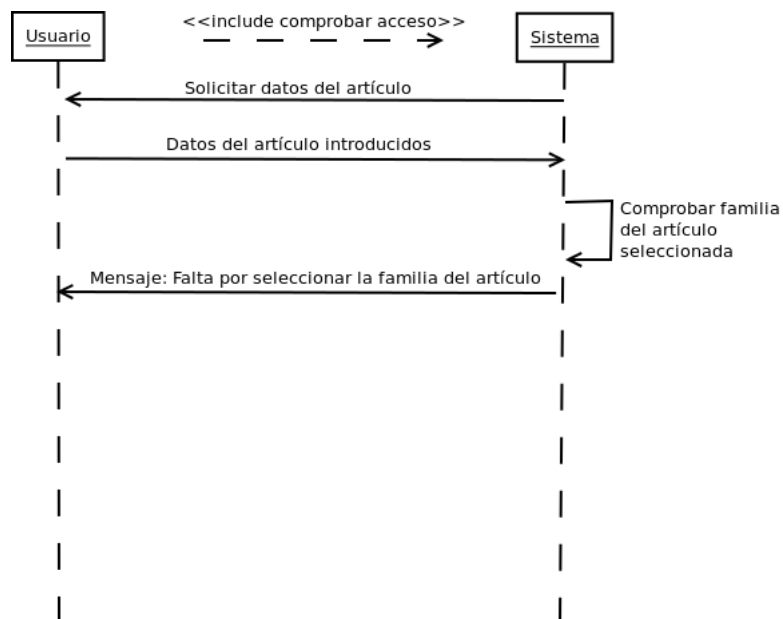 <<include comprobar acceso>>
Usuario
Sistema
Solicitar datos del artículo
Datos del artículo introducidos
Comprobar familia
del artículo
seleccionada
Mensaje: Falta por seleccionar la familia del artículo